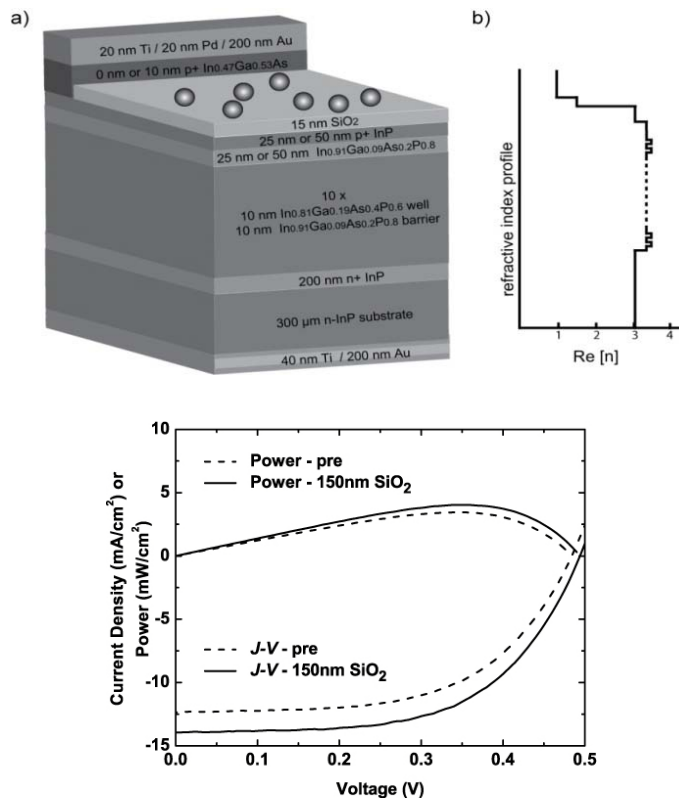 a)
20 nm Ti / 20 nm Pd / 200 nm Au
0 nm or 10 nm p+ In0.47Ga0.53As
15 nm SiO2
25 nm or 50 nm p+ InP
25 nm or 50 nm In0.91Ga0.09As0.2P0.8
10 x
10 nm In0.81Ga0.19As0.4P0.6 well
10 nm In0.91Ga0.09As0.2P0.8 barrier
200 nm n+ InP
300 µm n-InP substrate
40 nm Ti / 200 nm Au
b)
refractive index profile
1 2 3 4
Re [n]
Current Density (mA/cm²) or
Power (mW/cm²)
10
5
0
-5
-10
-15
Power - pre
Power - 150nm SiO₂
J-V - pre
J-V - 150nm SiO₂
0.0 0.1 0.2 0.3 0.4 0.5
Voltage (V)